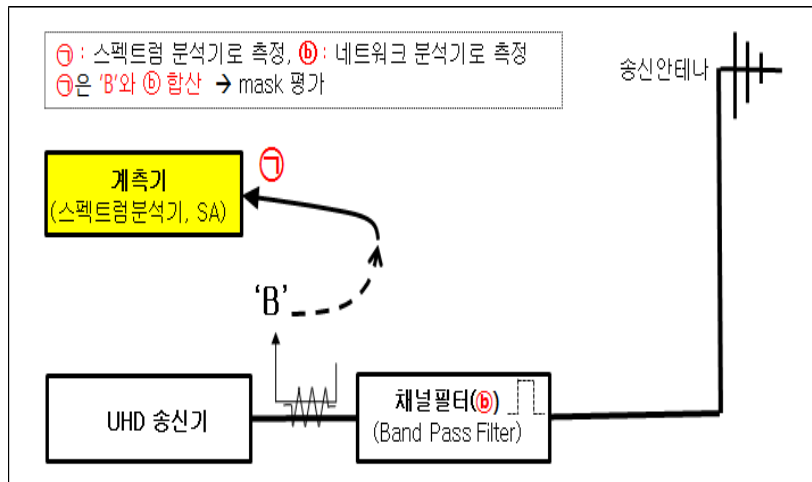 ㉠ : 스펙트럼 분석기로 측정, ⓑ : 네트워크 분석기로 측정
㉠은 ‘B’와 ⓑ 합산 → mask 평가
송신안테나
㉠
계측기
(스펙트럼분석기, SA)
‘B’
UHD 송신기
채널필터(ⓑ)
(Band Pass Filter)